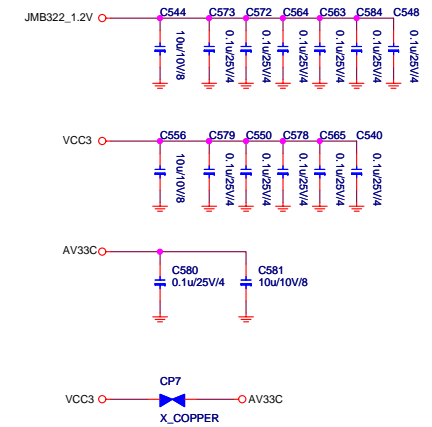 C544 C573 C572 C564 C563 C584 C548
JMB322_1.2V
10u/10V/8 0.1u/25V/4 0.1u/25V/4 0.1u/25V/4 0.1u/25V/4 0.1u/25V/4 0.1u/25V/4
C556 C579 C550 C578 C565 C540
VCC3
10u/10V/8 0.1u/25V/4 0.1u/25V/4 0.1u/25V/4 0.1u/25V/4 0.1u/25V/4
AV33C
C580 C581
0.1u/25V/4 10u/10V/8
CP7
VCC3 AV33C
X_COPPER